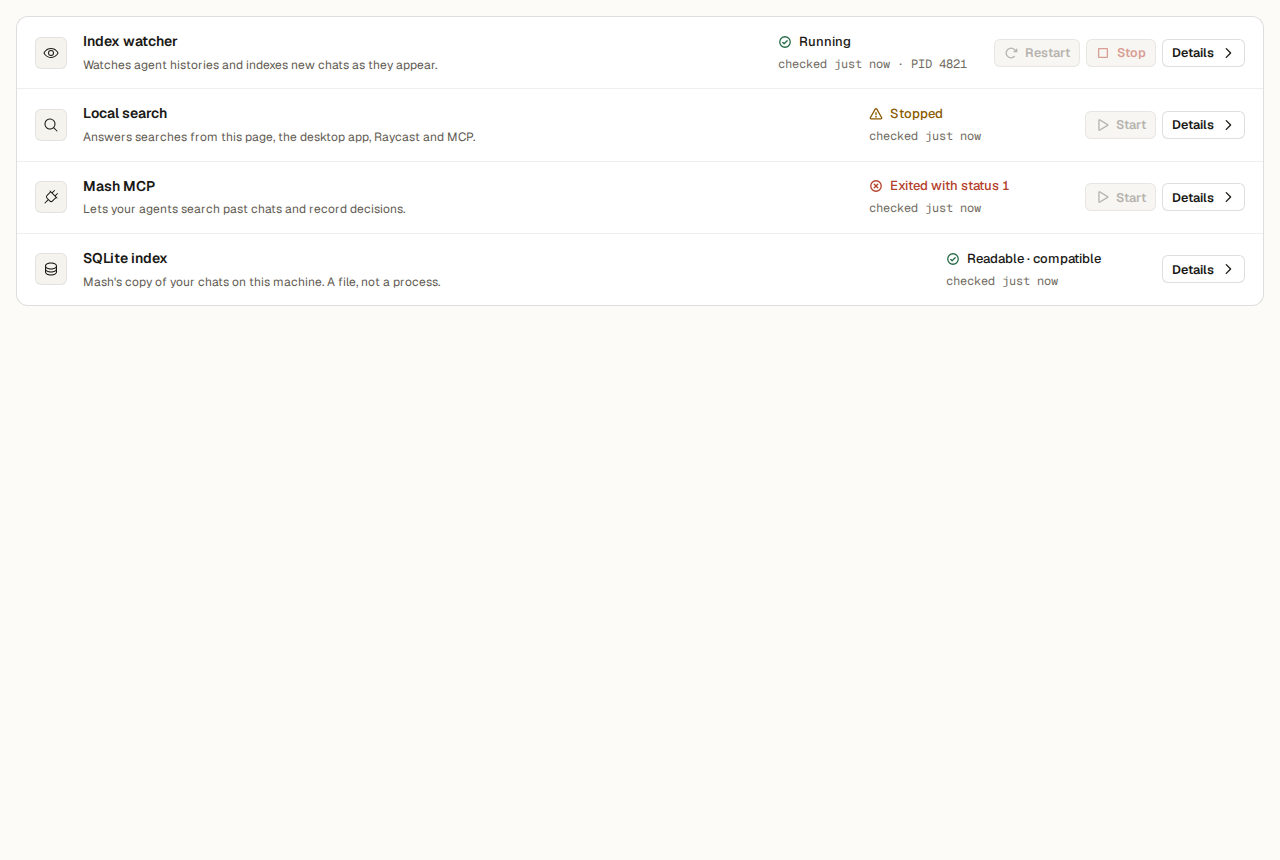 Index watcher
Watches agent histories and indexes new chats as they appear.
Running
checked just now · PID 4821
Restart
Stop
Details
Local search
Answers searches from this page, the desktop app, Raycast and MCP.
Stopped
checked just now
Start
Details
Mash MCP
Lets your agents search past chats and record decisions.
Exited with status 1
checked just now
Start
Details
SQLite index
Mash's copy of your chats on this machine. A file, not a process.
Readable · compatible
checked just now
Details